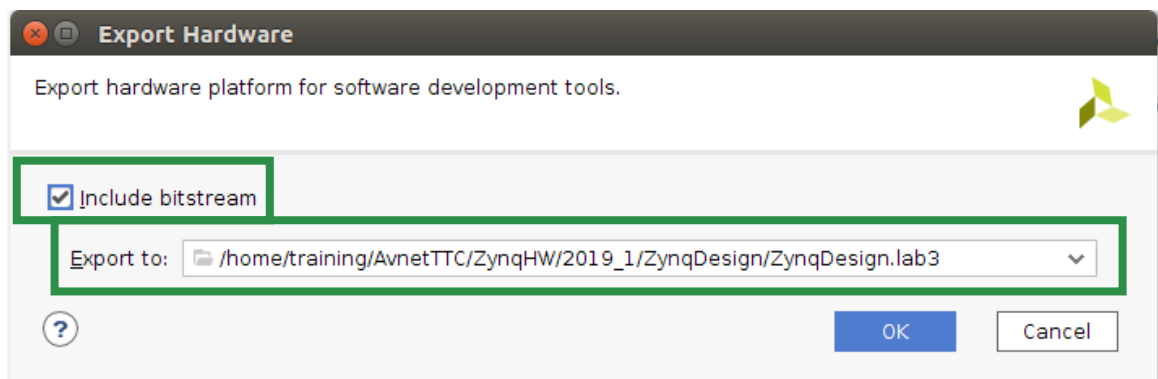 Export Hardware
Export hardware platform for software development tools.
Include bitstream
Export to: /home/training/AvnetTTC/ZynqHW/2019_1/ZynqDesign/ZynqDesign.lab3
?
OK Cancel